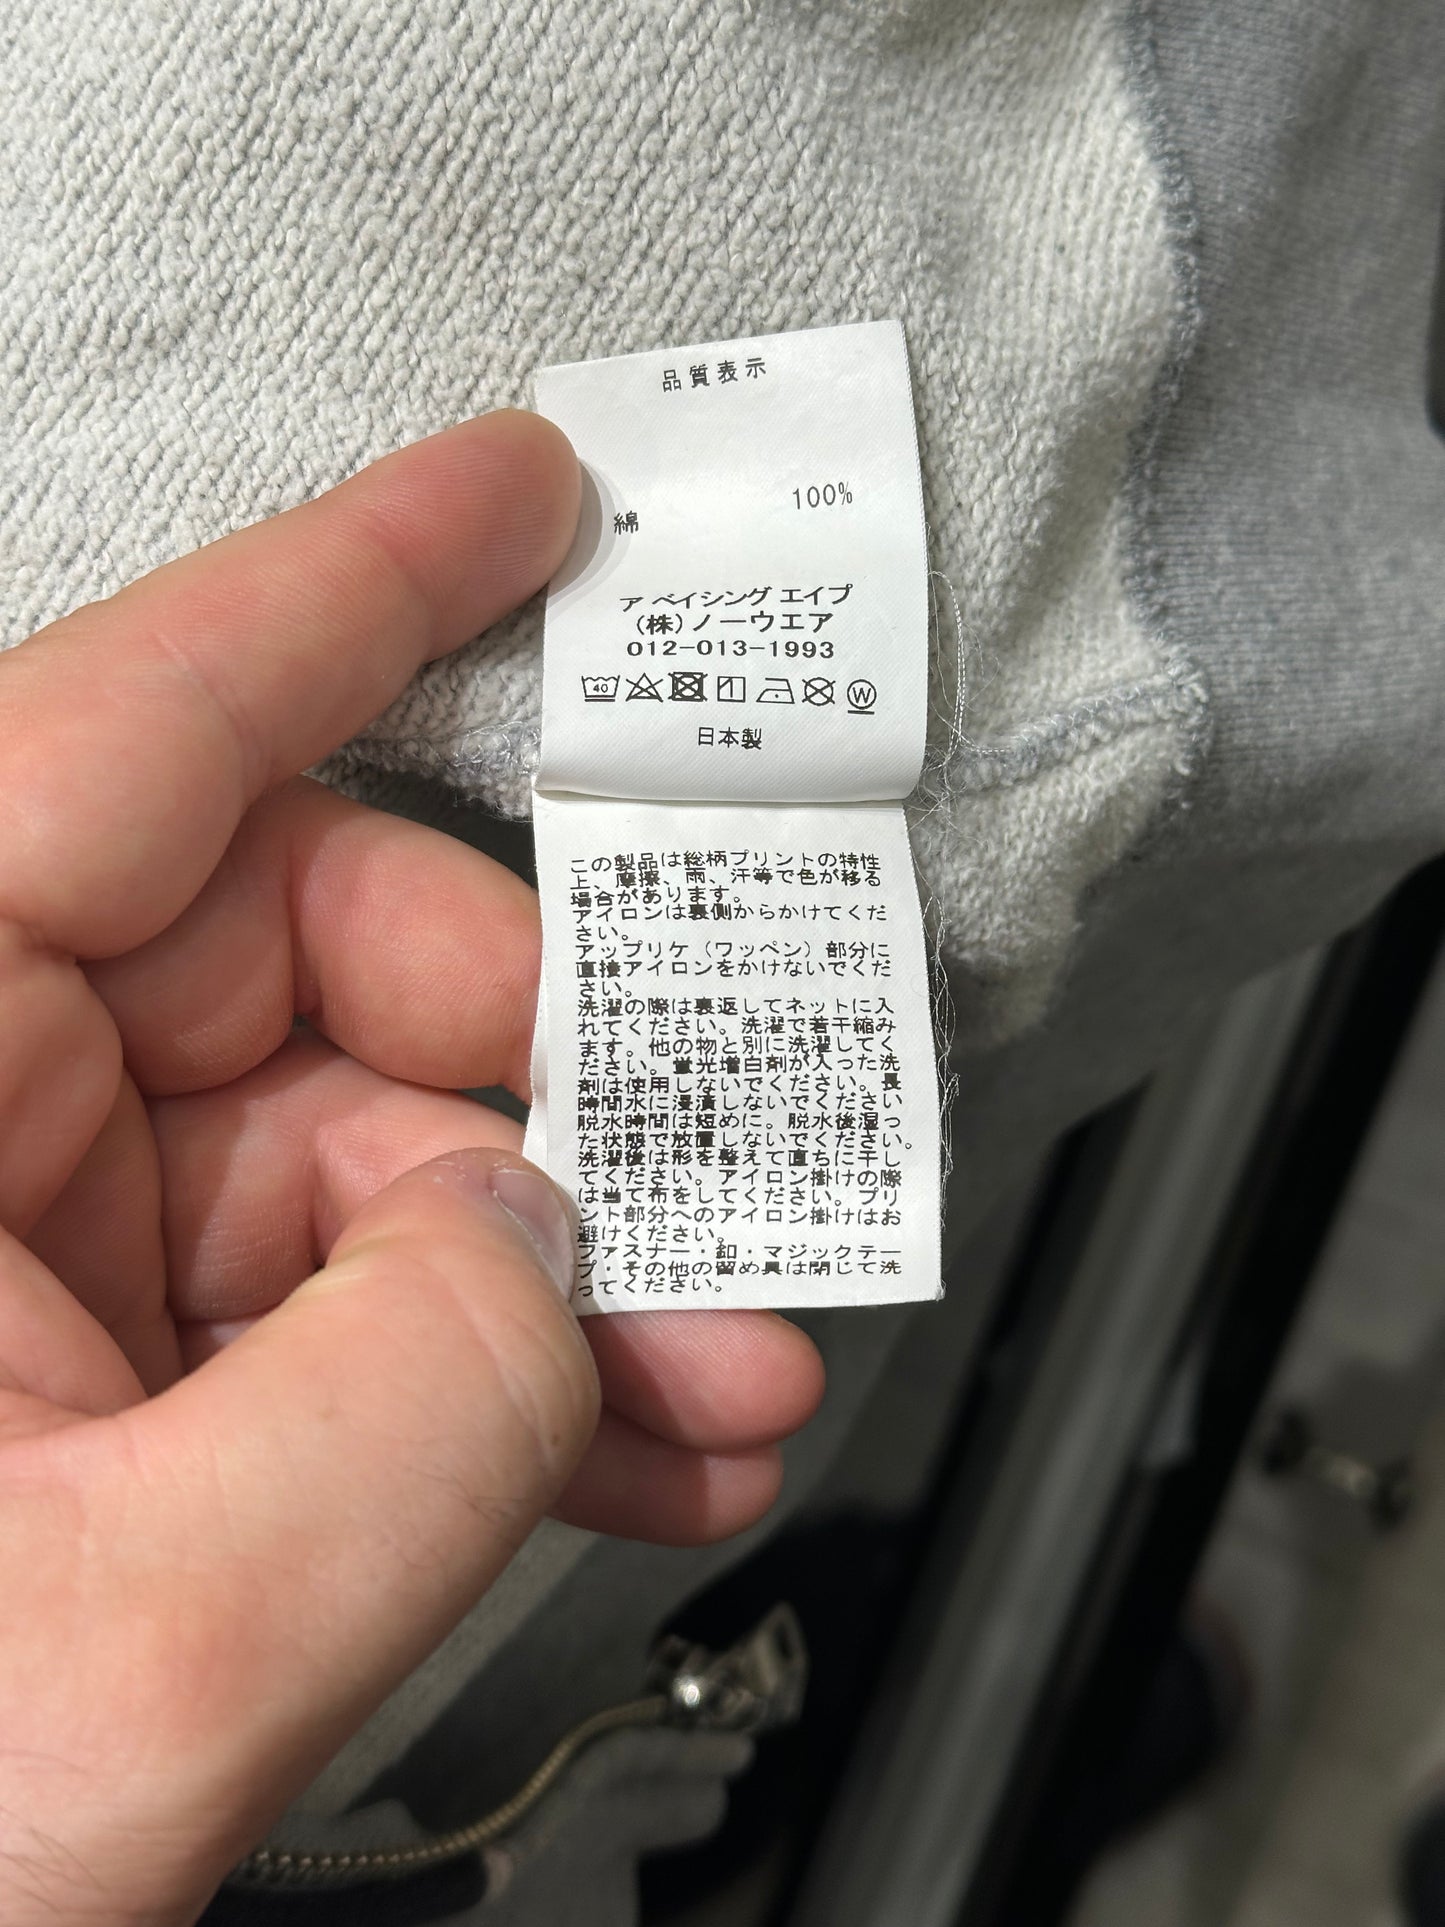 品質表示
綿 100%
ア ベイシング エイプ
(株)ノーウエア
012-013-1993
40 W
日本製
この製品は総柄プリントの特性
上、摩擦、雨、汗等で色が移る
場合があります。
アイロンは裏側からかけてくだ
さい。
アップリケ（ワッペン）部分に
直接アイロンをかけないでくだ
さい。
洗濯の際は裏返してネットに入
れてください。洗濯で若干縮み
ます。他の物と別に洗濯してく
ださい。蛍光増白剤が入った洗
剤は使用しないでください。長
時間水に浸漬しないでください
脱水時間は短めに。脱水後湿っ
た状態で放置しないでください。
洗濯後は形を整えて直ちに干し
てください。アイロン掛けの際
は当て布をしてください。プリ
ント部分へのアイロン掛けはお
避けください。
ファスナー・釦・マジックテー
プ・その他の留め具は閉じて洗
ってください。